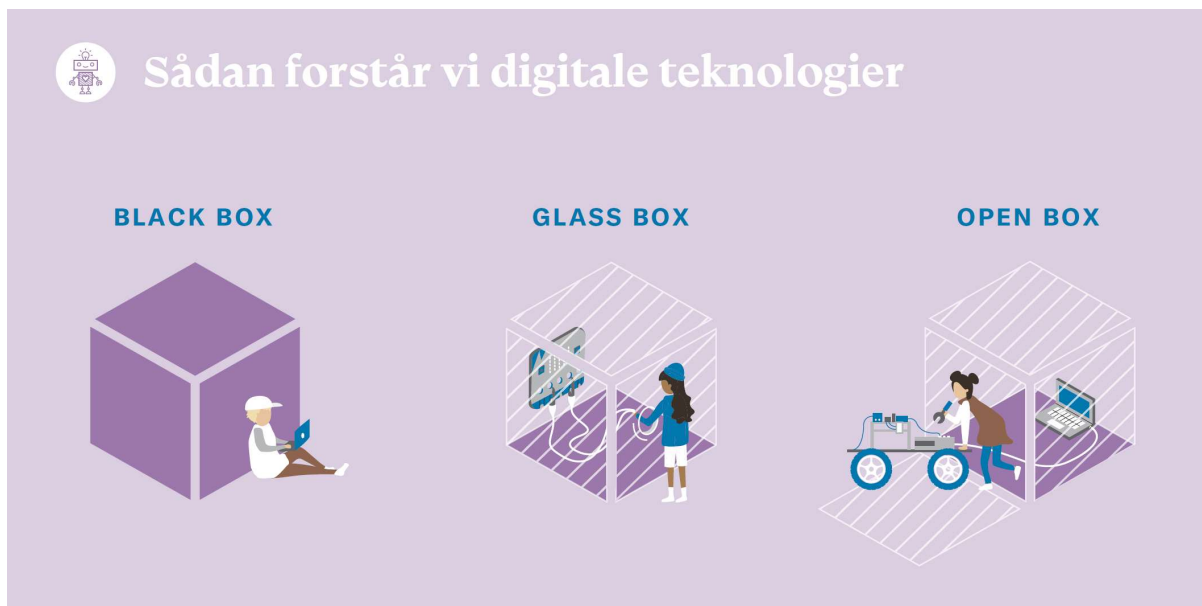 Sådan forstår vi digitale teknologier
BLACK BOX
GLASS BOX
OPEN BOX